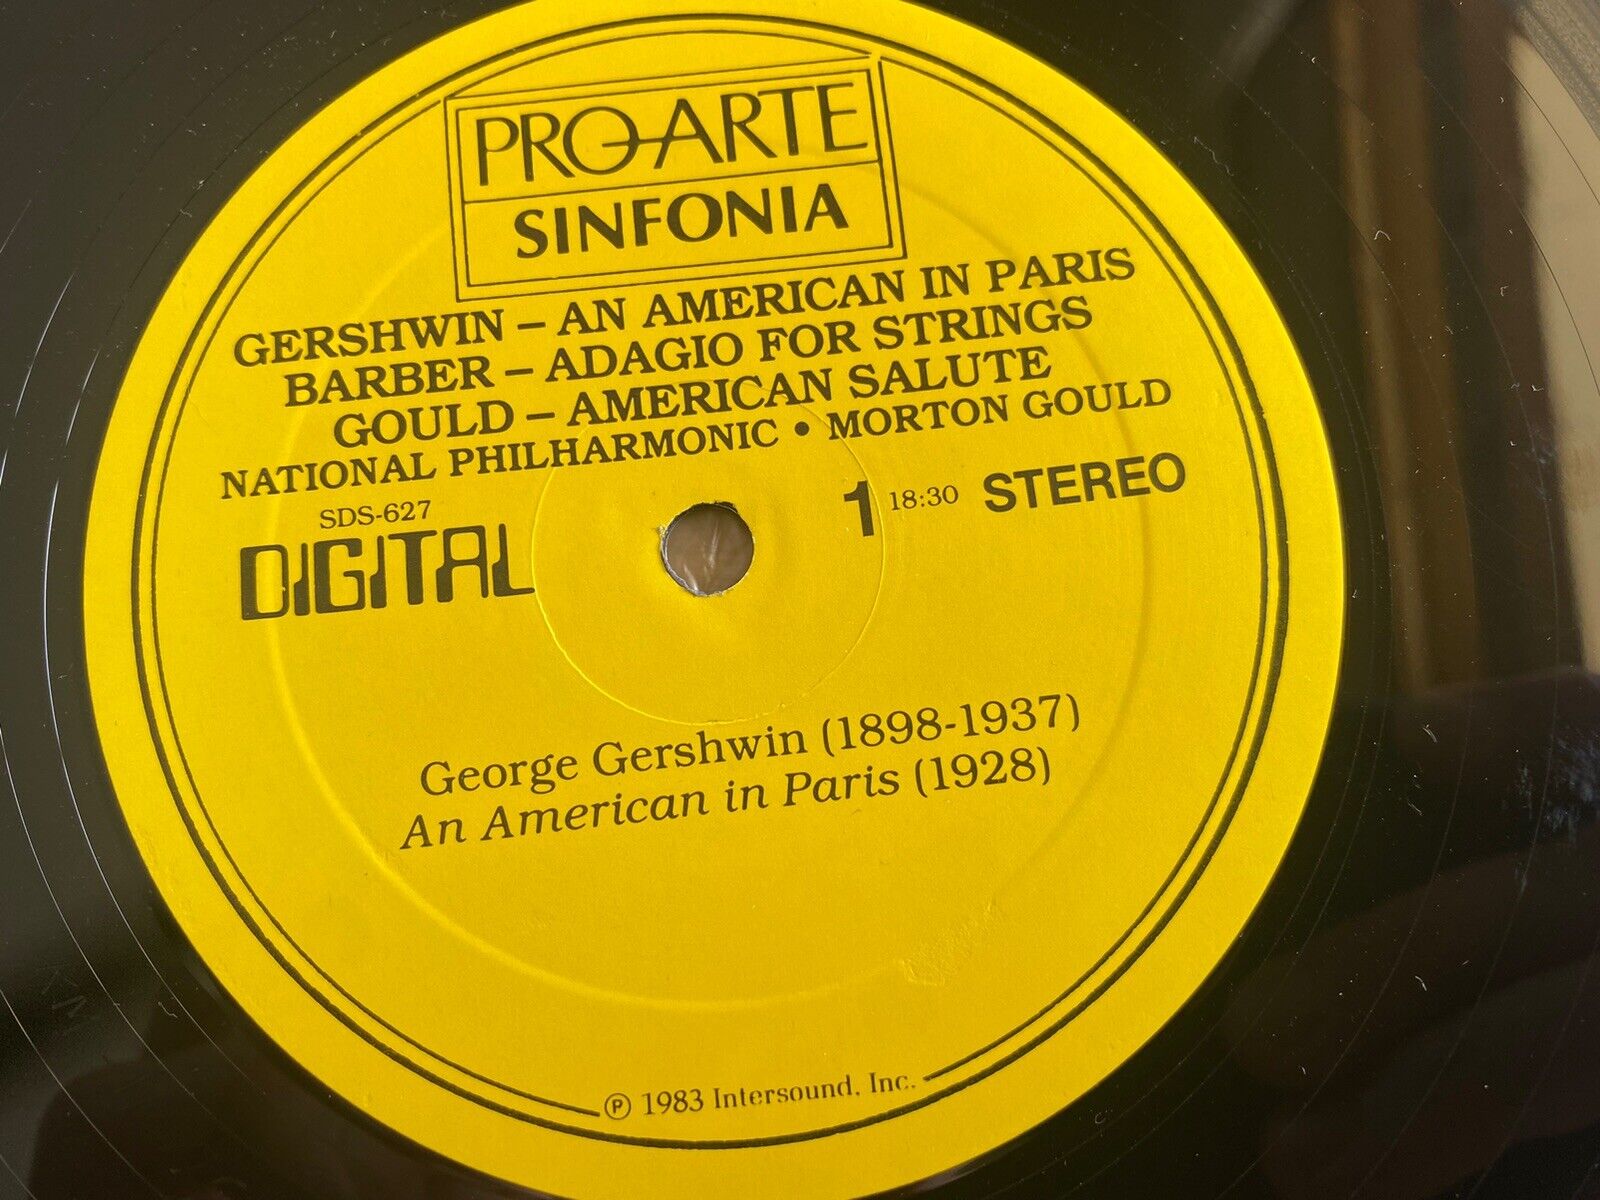 PRO-ARTE
SINFONIA
GERSHWIN – AN AMERICAN IN PARIS
BARBER – ADAGIO FOR STRINGS
GOULD – AMERICAN SALUTE
NATIONAL PHILHARMONIC • MORTON GOULD
SDS-627
DIGITAL
1 18:30 STEREO
George Gershwin (1898-1937)
An American in Paris (1928)
℗ 1983 Intersound, Inc.